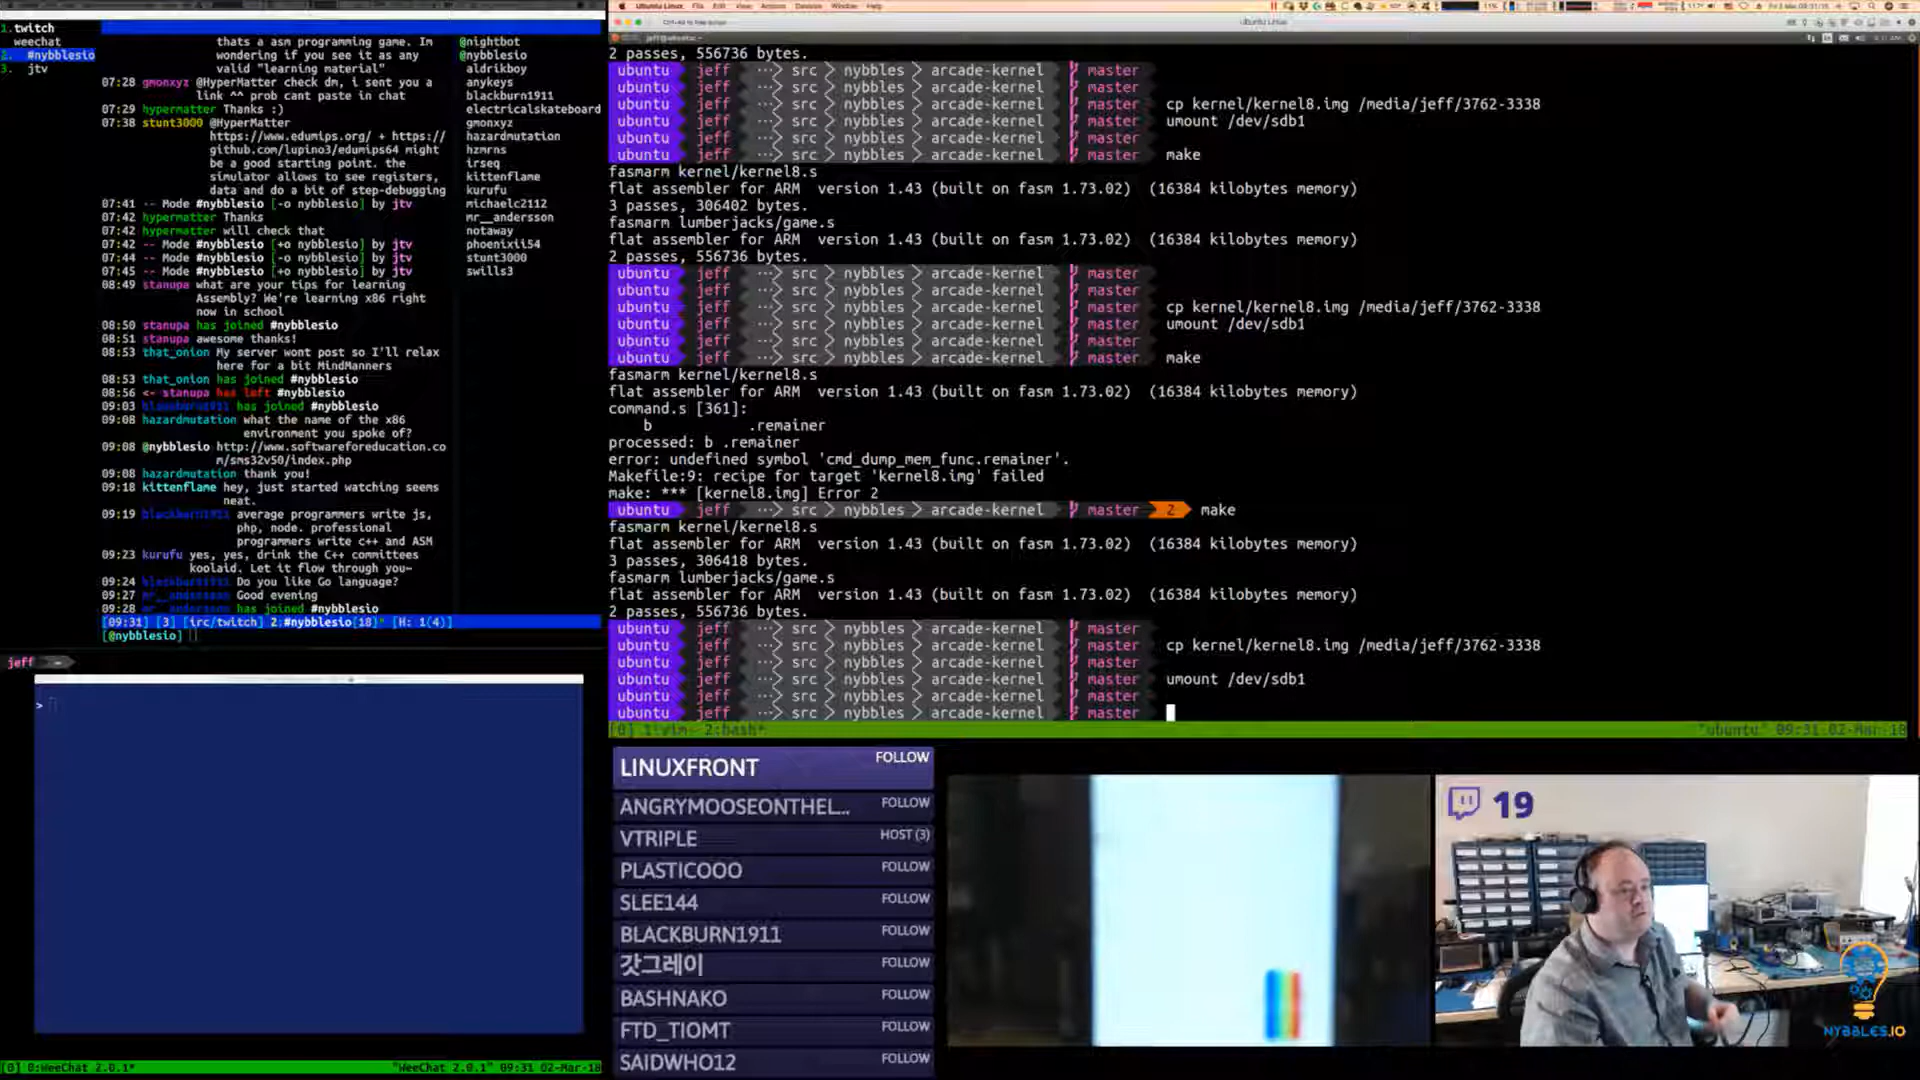 1.twitch
weechat
2. #nybblesio
3. jtv
thats a asm programming game. Im
wondering if you see it as any
valid "learning material"
07:28 gmonxyz @HyperMatter check dm, i sent you a
link ^^ prob cant paste in chat
07:29 hypermatter Thanks :)
07:38 stunt3000 @HyperMatter
https://www.edumips.org/ + https://
github.com/lupino3/edumips64 might
be a good starting point. the
simulator allows to see registers,
data and do a bit of step-debugging
07:41 -- Mode #nybblesio [-o nybblesio] by jtv
07:42 hypermatter Thanks
07:42 hypermatter will check that
07:42 -- Mode #nybblesio [+o nybblesio] by jtv
07:44 -- Mode #nybblesio [-o nybblesio] by jtv
07:45 -- Mode #nybblesio [+o nybblesio] by jtv
08:49 stanupa what are your tips for learning
Assembly? We're learning x86 right
now in school
08:50 stanupa has joined #nybblesio
08:51 stanupa awesome thanks!
08:53 that_onion My server wont post so I'll relax
here for a bit MindManners
08:53 that_onion has joined #nybblesio
08:56 <- stanupa has left #nybblesio
09:03 blackburn1911 has joined #nybblesio
09:08 hazardmutation what the name of the x86
environment you spoke of?
09:08 @nybblesio http://www.softwareforeducation.co
m/sms32v50/index.php
09:08 hazardmutation thank you!
09:18 kittenflame hey, just started watching seems
neat.
09:19 blackburn1911 average programmers write js,
php, node. professional
programmers write c++ and ASM
09:23 kurufu yes, yes, drink the C++ committees
koolaid. Let it flow through you~
09:24 blackburn1911 Do you like Go language?
09:27 mr__andersson Good evening
09:28 mr__andersson has joined #nybblesio
[09:31] [3] [irc/twitch] 2:#nybblesio[18]* [H: 1(4)]
[@nybblesio]
@nightbot
@nybblesio
aldrikboy
anykeys
blackburn1911
electricalskateboard
gmonxyz
hazardmutation
hzmrns
irseq
kittenflame
kurufu
michaelc2112
mr__andersson
notaway
phoenixii54
stunt3000
swills3
jeff ~
>
[0] 0:WeeChat 2.0.1* "WeeChat 2.0.1" 09:31 02-Mar-18
Ubuntu Linux File Edit View Actions Devices Window Help
Ubuntu Linux
2 passes, 556736 bytes.
ubuntu jeff ··· src nybbles arcade-kernel master
ubuntu jeff ··· src nybbles arcade-kernel master
ubuntu jeff ··· src nybbles arcade-kernel master cp kernel/kernel8.img /media/jeff/3762-3338
ubuntu jeff ··· src nybbles arcade-kernel master umount /dev/sdb1
ubuntu jeff ··· src nybbles arcade-kernel master
ubuntu jeff ··· src nybbles arcade-kernel master make
fasmarm kernel/kernel8.s
flat assembler for ARM version 1.43 (built on fasm 1.73.02) (16384 kilobytes memory)
3 passes, 306402 bytes.
fasmarm lumberjacks/game.s
flat assembler for ARM version 1.43 (built on fasm 1.73.02) (16384 kilobytes memory)
2 passes, 556736 bytes.
ubuntu jeff ··· src nybbles arcade-kernel master
ubuntu jeff ··· src nybbles arcade-kernel master
ubuntu jeff ··· src nybbles arcade-kernel master cp kernel/kernel8.img /media/jeff/3762-3338
ubuntu jeff ··· src nybbles arcade-kernel master umount /dev/sdb1
ubuntu jeff ··· src nybbles arcade-kernel master
ubuntu jeff ··· src nybbles arcade-kernel master make
fasmarm kernel/kernel8.s
flat assembler for ARM version 1.43 (built on fasm 1.73.02) (16384 kilobytes memory)
command.s [361]:
b .remainer
processed: b .remainer
error: undefined symbol 'cmd_dump_mem_func.remainer'.
Makefile:9: recipe for target 'kernel8.img' failed
make: *** [kernel8.img] Error 2
ubuntu jeff ··· src nybbles arcade-kernel master 2 make
fasmarm kernel/kernel8.s
flat assembler for ARM version 1.43 (built on fasm 1.73.02) (16384 kilobytes memory)
3 passes, 306418 bytes.
fasmarm lumberjacks/game.s
flat assembler for ARM version 1.43 (built on fasm 1.73.02) (16384 kilobytes memory)
2 passes, 556736 bytes.
ubuntu jeff ··· src nybbles arcade-kernel master
ubuntu jeff ··· src nybbles arcade-kernel master cp kernel/kernel8.img /media/jeff/3762-3338
ubuntu jeff ··· src nybbles arcade-kernel master
ubuntu jeff ··· src nybbles arcade-kernel master umount /dev/sdb1
ubuntu jeff ··· src nybbles arcade-kernel master
ubuntu jeff ··· src nybbles arcade-kernel master
[0] 1:vim- 2:bash* "ubuntu" 09:31 02-Mar-18
LINUXFRONT FOLLOW
ANGRYMOOSEONTHEL... FOLLOW
VTRIPLE HOST (3)
PLASTICOOO FOLLOW
SLEE144 FOLLOW
BLACKBURN1911 FOLLOW
갓그레이 FOLLOW
BASHNAKO FOLLOW
FTD_TIOMT FOLLOW
SAIDWHO12 FOLLOW
19
NYBBLES.IO